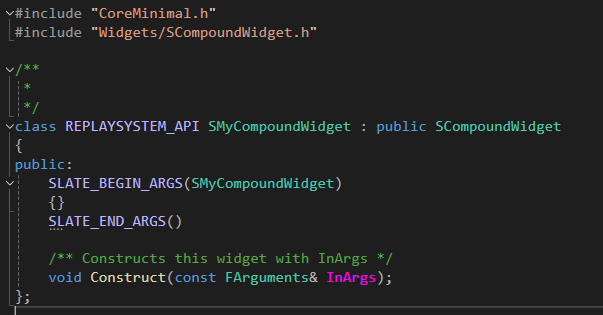 #include "CoreMinimal.h"
#include "Widgets/SCompoundWidget.h"
/**
*
*/
class REPLAYSYSTEM_API SMyCompoundWidget : public SCompoundWidget
{
public:
SLATE_BEGIN_ARGS(SMyCompoundWidget)
{}
SLATE_END_ARGS()
/** Constructs this widget with InArgs */
void Construct(const FArguments& InArgs);
};